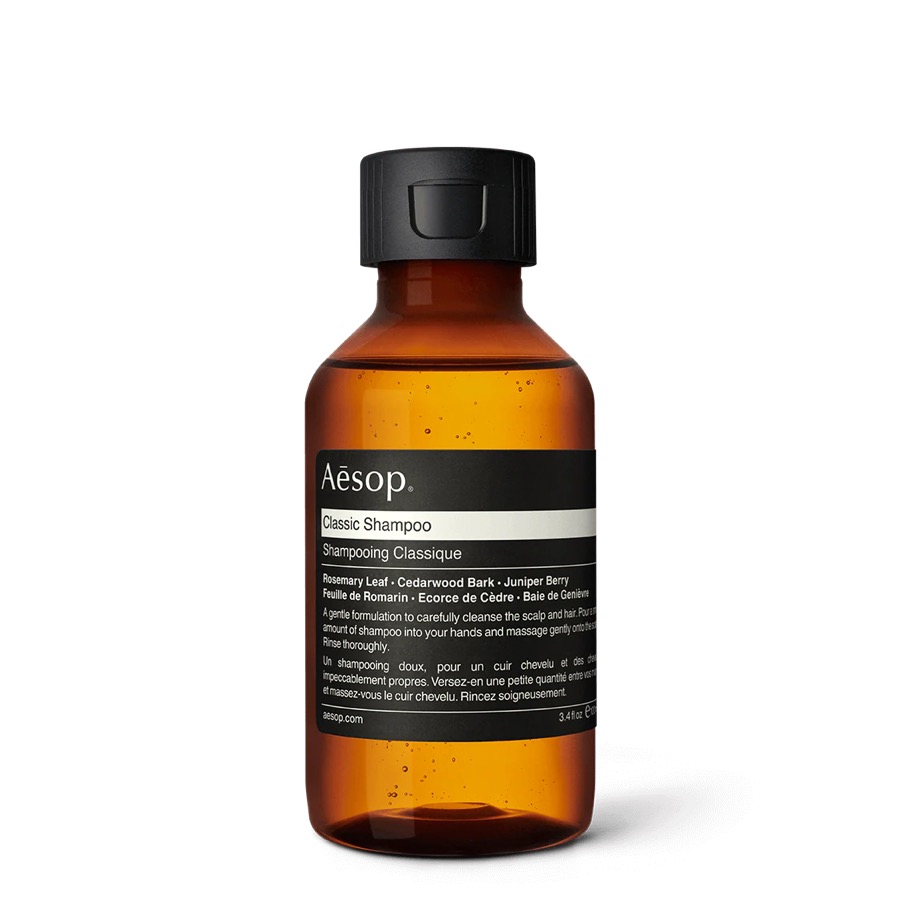 Aēsop®
Classic Shampoo
Shampooing Classique
Rosemary Leaf • Cedarwood Bark • Juniper Berry
Feuille de Romarin • Ecorce de Cèdre • Baie de Genièvre
A gentle formulation to carefully cleanse the scalp and hair. Pour a
amount of shampoo into your hands and massage gently onto the
Rinse thoroughly.
Un shampooing doux, pour un cuir chevelu et des
impeccablement propres. Versez-en une petite quantité entre vos
et massez-vous le cuir chevelu. Rincez soigneusement.
aesop.com
3.4 fl oz ℮